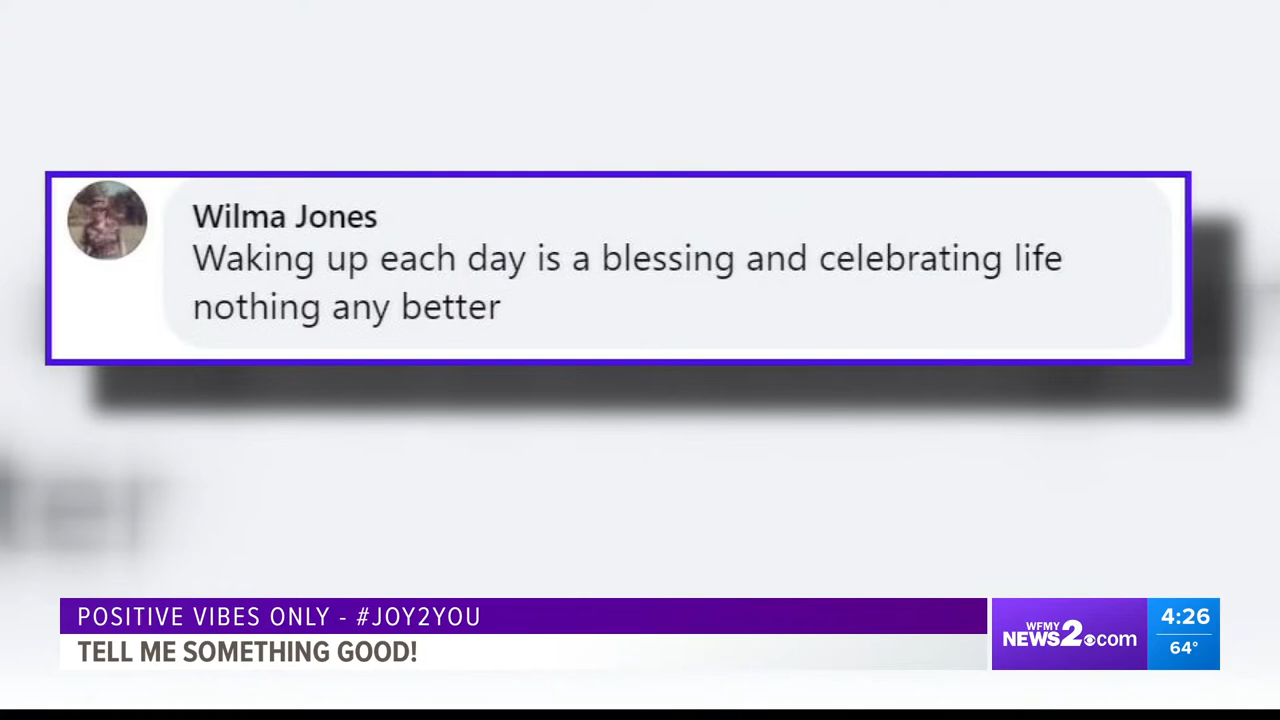 Wilma Jones
Waking up each day is a blessing and celebrating life
nothing any better
ter
POSITIVE VIBES ONLY - #JOY2YOU
TELL ME SOMETHING GOOD!
WFMY
NEWS2 com
4:26
64°